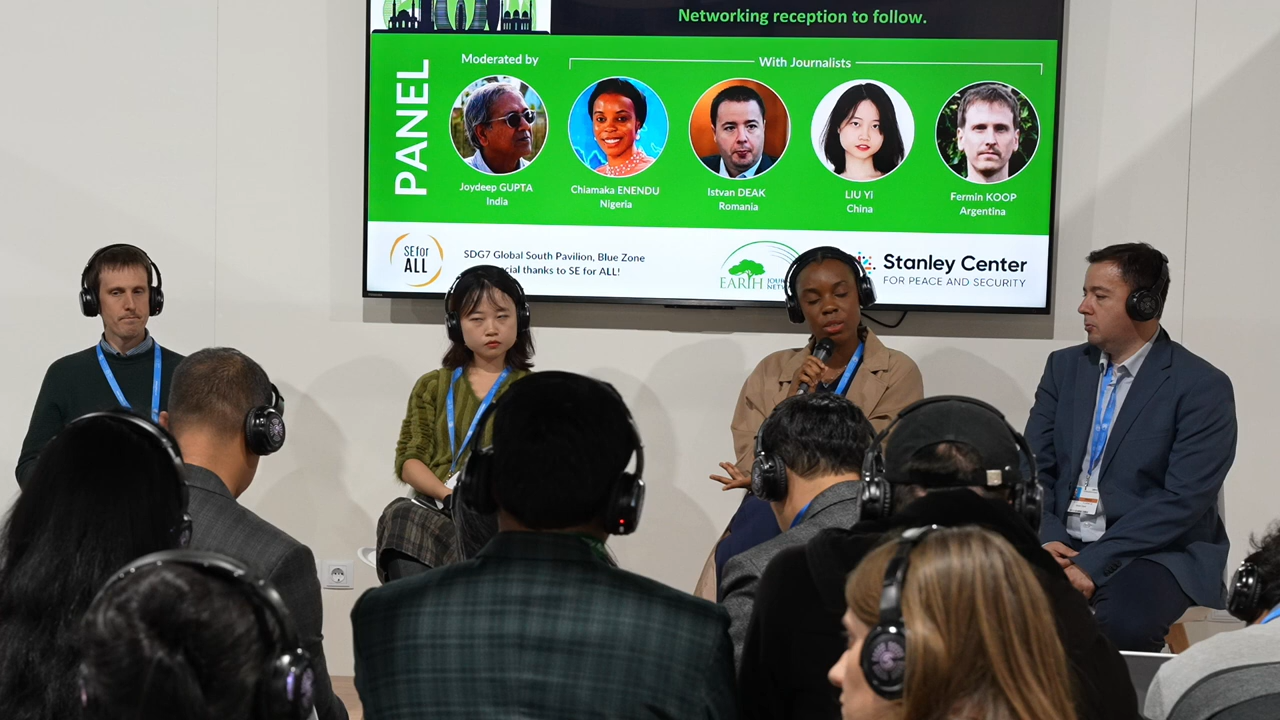 Networking reception to follow.
PANEL
Moderated by
With Journalists
Joydeep GUPTA
India
Chiamaka ENENDU
Nigeria
Istvan DEAK
Romania
LIU Yi
China
Fermin KOOP
Argentina
SE for
ALL
SDG7 Global South Pavilion, Blue Zone
cial thanks to SE for ALL!
EARTH
Stanley Center
FOR PEACE AND SECURITY